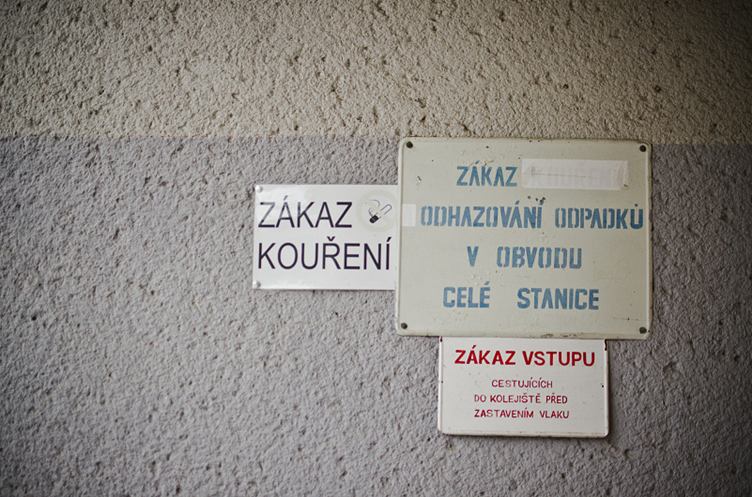 ZÁKAZ
KOUŘENÍ
ZÁKAZ
ODHAZOVÁNÍ ODPADKŮ
V OBVODU
CELÉ STANICE
ZÁKAZ VSTUPU
CESTUJÍCÍCH
DO KOLEJIŠTĚ PŘED
ZASTAVENÍM VLAKU